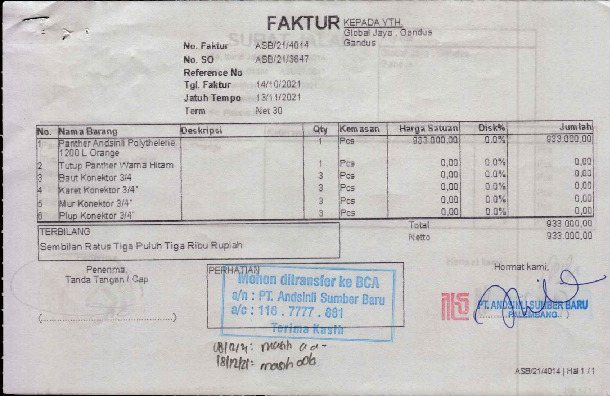 FAKTUR
KEPADA YTH.
Global Jaya , Gandus
Gandus
No. Faktur ASB/21/4014
No. SO ASB/21/3647
Reference No
Tgl. Faktur 14/10/2021
Jatuh Tempo 13/11/2021
Term Net 30
No. Nama Barang Deskripsi Qty Kemasan Harga Satuan Disk% Jumlah
1 Panther Andsinli Polythelene 1 Pcs 933.000,00 0.0% 933.000,00
1200 L Orange
2 Tutup Panther Warna Hitam 1 Pcs 0,00 0.0% 0,00
3 Baut Konektor 3/4 3 Pcs 0,00 0.0% 0,00
4 Karet Konektor 3/4" 3 Pcs 0,00 0.0% 0,00
5 Mur Konektor 3/4" 3 Pcs 0,00 0.0% 0,00
6 Plup Konektor 3/4" 3 Pcs 0,00 0.0% 0,00
Total 933.000,00
Netto 933.000,00
TERBILANG
Sembilan Ratus Tiga Puluh Tiga Ribu Rupiah
Penerima,
Tanda Tangan / Cap
PERHATIAN
Mohon ditransfer ke BCA
a/n : PT. Andsinli Sumber Baru
a/c : 116 . 7777 . 881
Terima Kasih
Hormat kami,
PT. ANDSINLI SUMBER BARU
PALEMBANG
18/12/21: masih
ASB/21/4014 | Hal 1 / 1